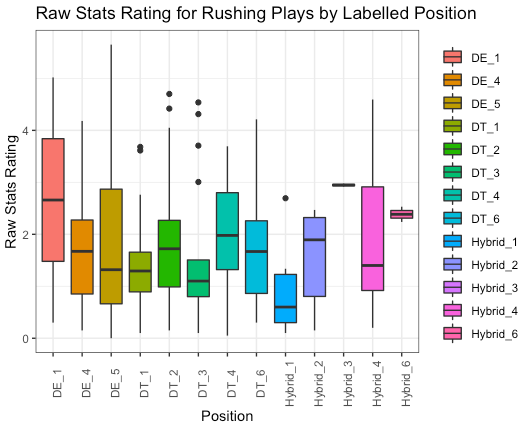 Raw Stats Rating for Rushing Plays by Labelled Position
Raw Stats Rating
4
2
0
DE_1
DE_4
DE_5
DT_1
DT_2
DT_3
DT_4
DT_6
Hybrid_1
Hybrid_2
Hybrid_3
Hybrid_4
Hybrid_6
Position
DE_1
DE_4
DE_5
DT_1
DT_2
DT_3
DT_4
DT_6
Hybrid_1
Hybrid_2
Hybrid_3
Hybrid_4
Hybrid_6